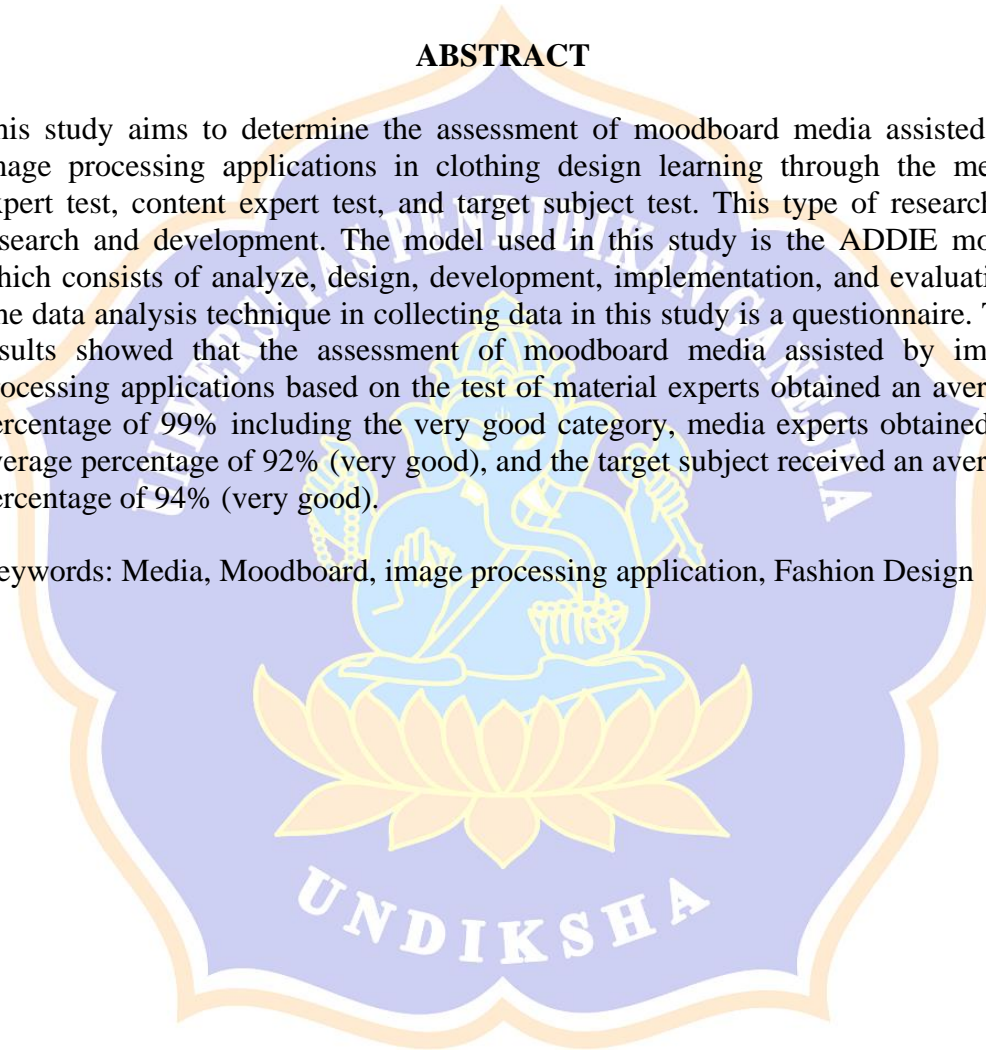 ABSTRACT
his study aims to determine the assessment of moodboard media assisted
mage processing applications in clothing design learning through the me
xpert test, content expert test, and target subject test. This type of research
esearch and development. The model used in this study is the ADDIE mo
hich consists of analyze, design, development, implementation, and evaluati
he data analysis technique in collecting data in this study is a questionnaire. T
esults showed that the assessment of moodboard media assisted by im
rocessing applications based on the test of material experts obtained an aver
ercentage of 99% including the very good category, media experts obtained
verage percentage of 92% (very good), and the target subject received an aver
ercentage of 94% (very good).
eywords: Media, Moodboard, image processing application, Fashion Design
UNIVERSITAS PENDIDIKAN GANESHA
UNDIKSHA